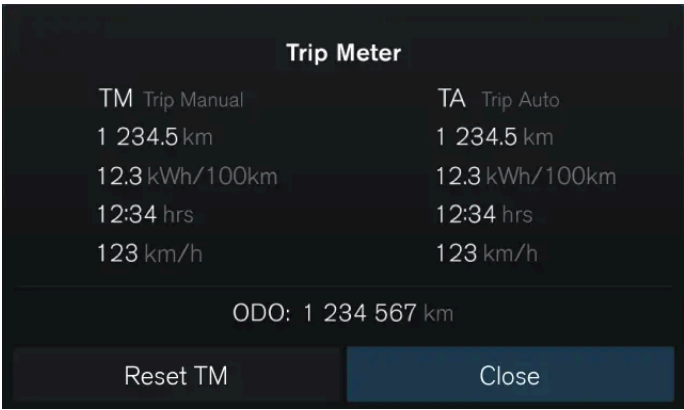 Trip Meter
TM Trip Manual
1 234.5 km
12.3 kWh/100km
12:34 hrs
123 km/h
TA Trip Auto
1 234.5 km
12.3 kWh/100km
12:34 hrs
123 km/h
ODO: 1 234 567 km
Reset TM
Close